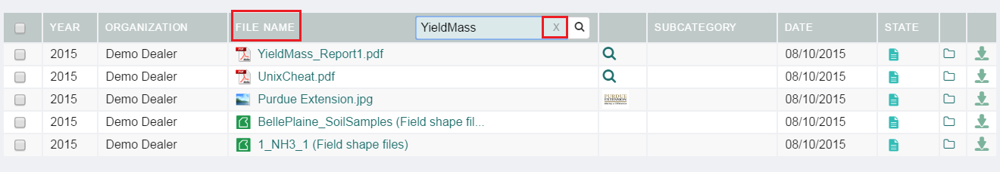 YEAR ORGANIZATION FILE NAME YieldMass X SUBCATEGORY DATE STATE
2015 Demo Dealer YieldMass_Report1.pdf 08/10/2015
2015 Demo Dealer UnixCheat.pdf 08/10/2015
2015 Demo Dealer Purdue Extension.jpg PURDUE EXTENSION 08/10/2015
2015 Demo Dealer BellePlaine_SoilSamples (Field shape fil... 08/10/2015
2015 Demo Dealer 1_NH3_1 (Field shape files) 08/10/2015